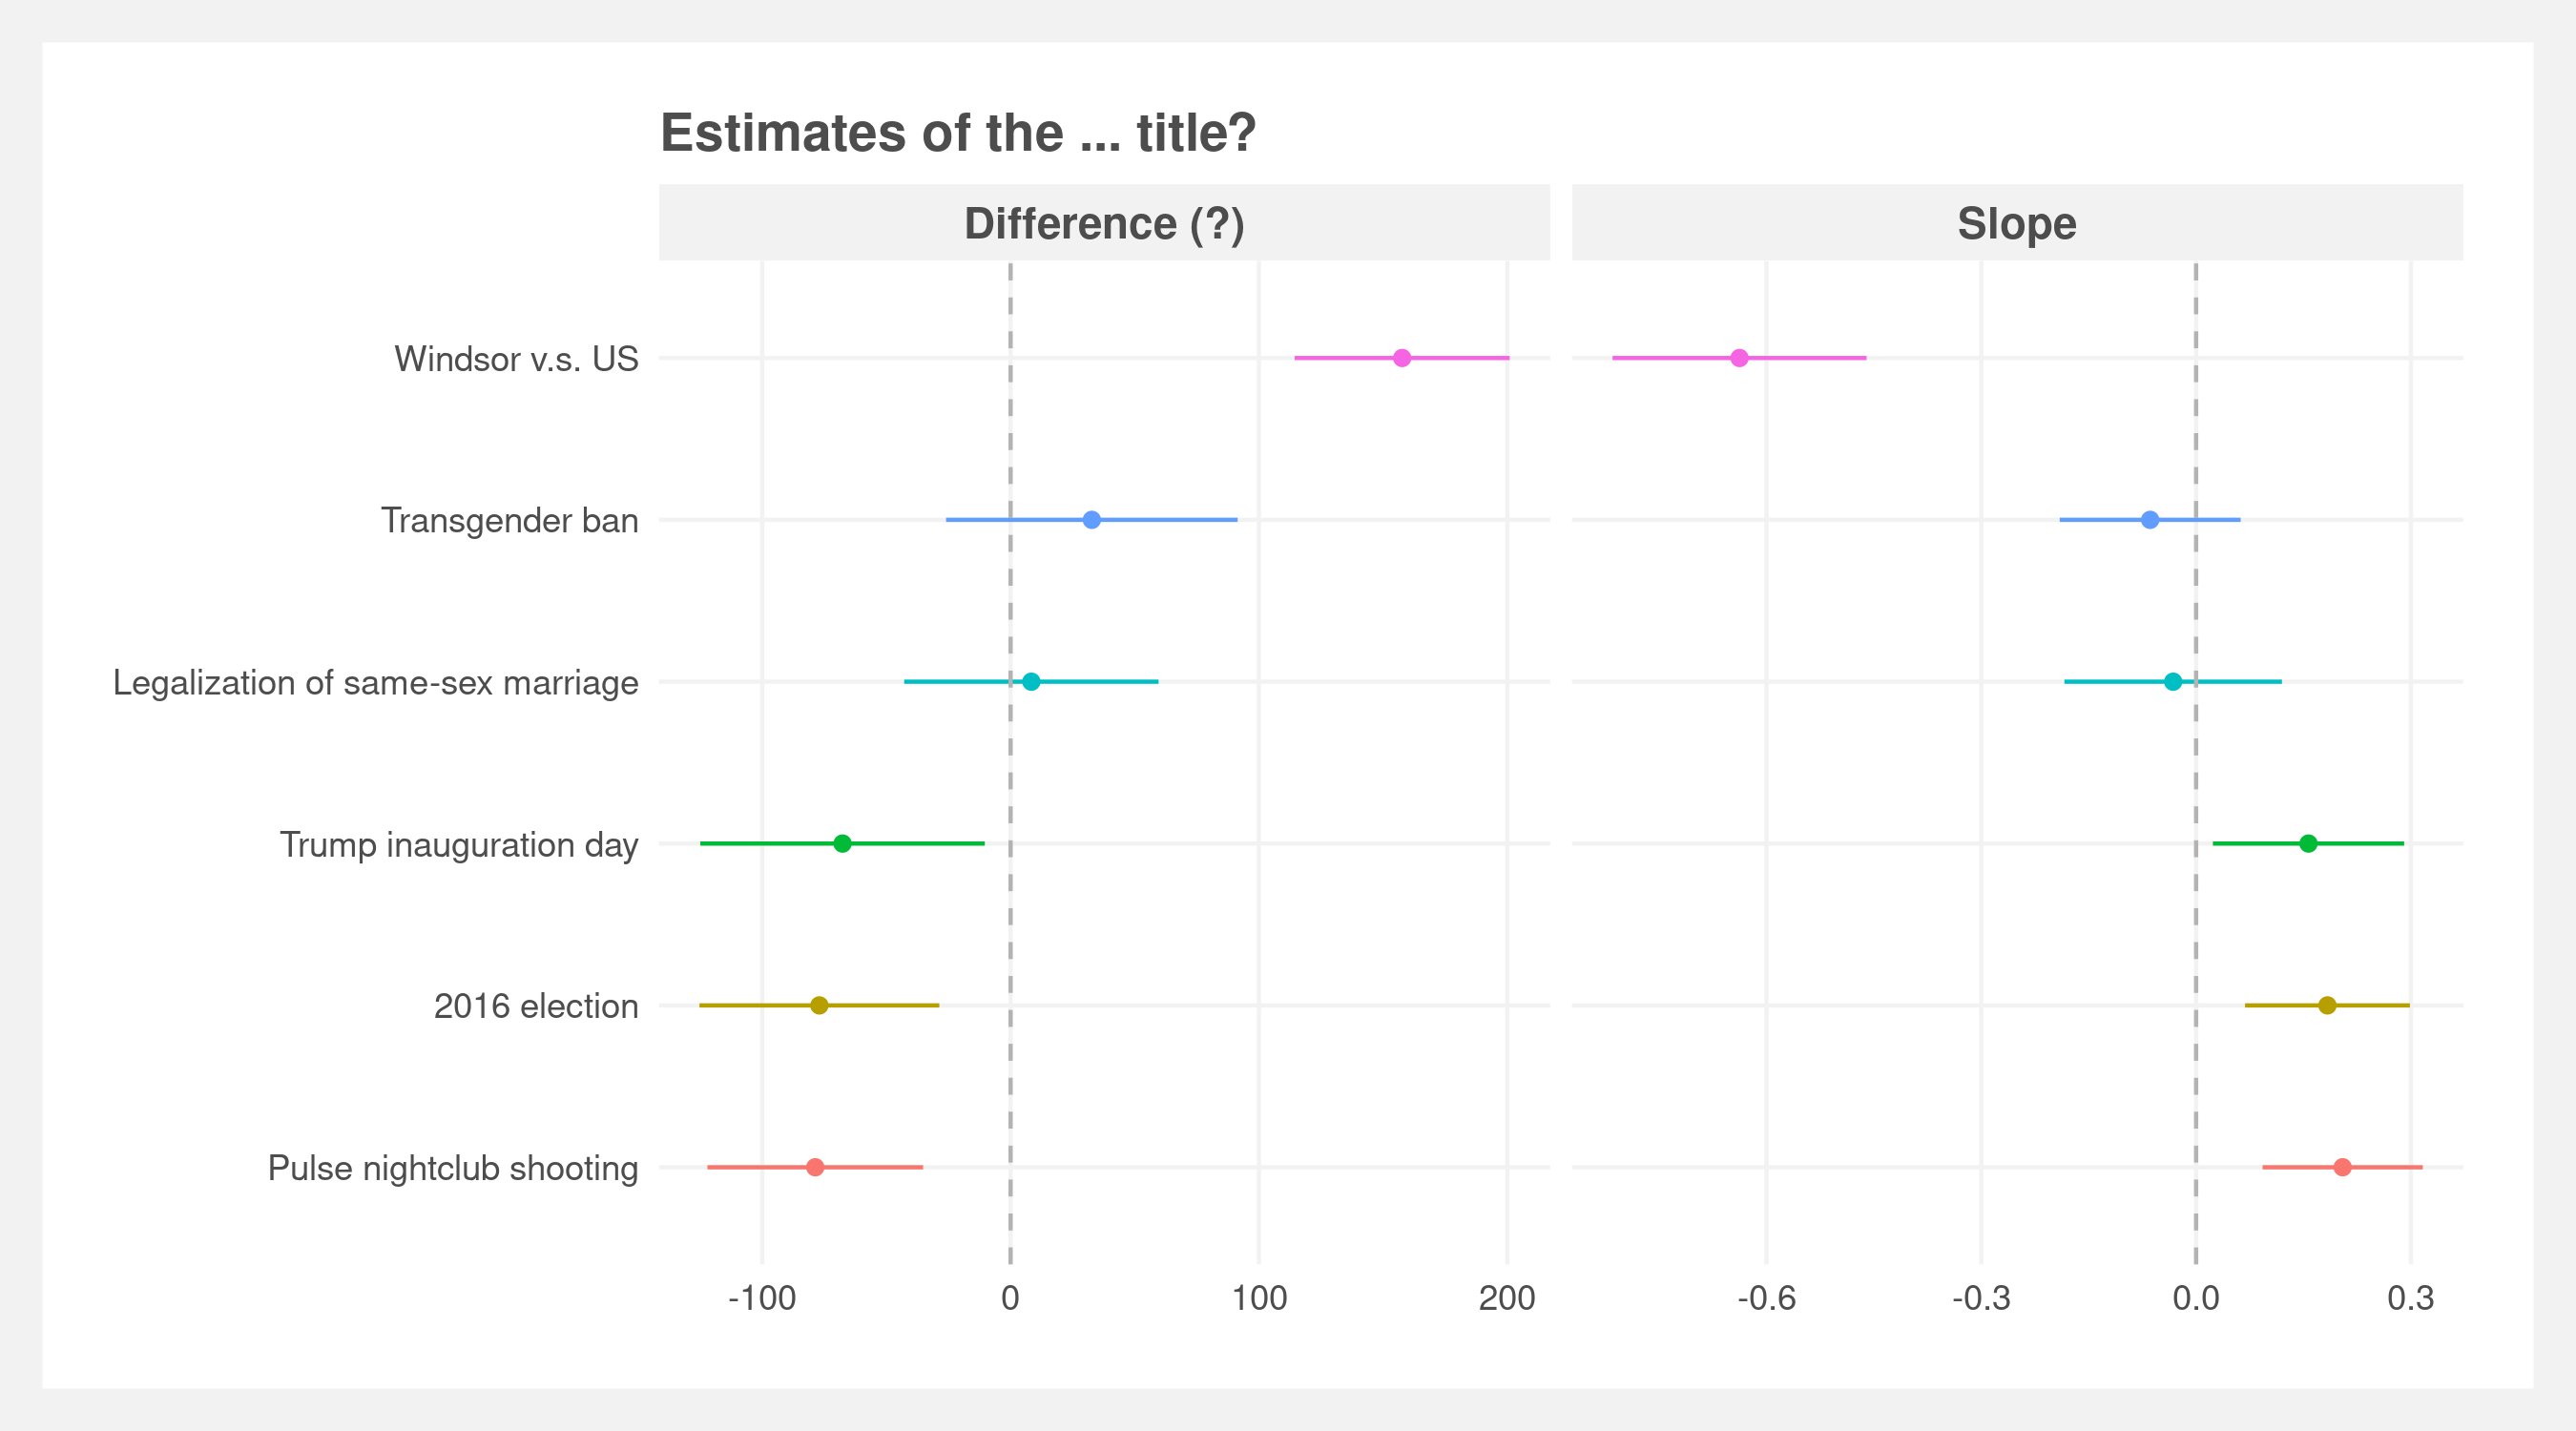 Estimates of the ... title?
Difference (?)
Slope
Windsor v.s. US
Transgender ban
Legalization of same-sex marriage
Trump inauguration day
2016 election
Pulse nightclub shooting
-100 0 100 200
-0.6 -0.3 0.0 0.3